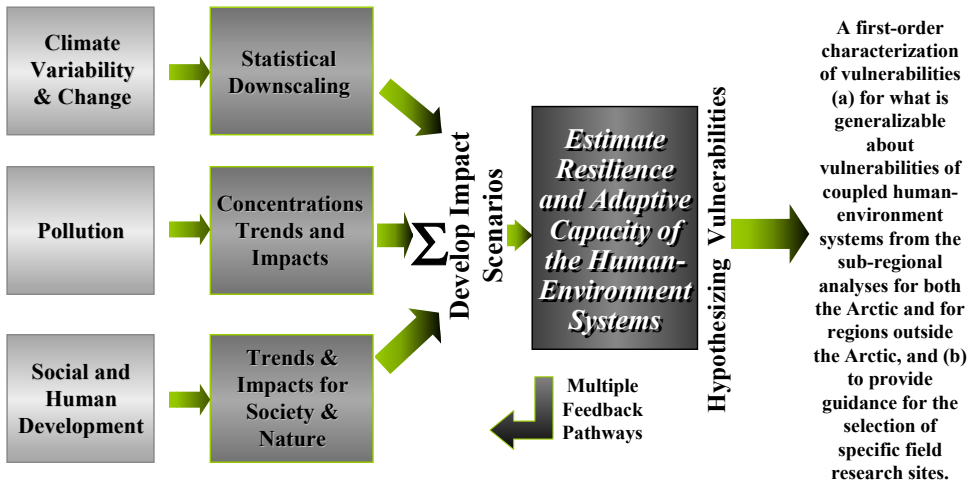 Climate
Variability
& Change
Statistical
Downscaling
Pollution
Concentrations
Trends and
Impacts
Social and
Human
Development
Trends &
Impacts for
Society &
Nature
Σ
Develop Impact
Scenarios
Estimate
Resilience
and Adaptive
Capacity of
the Human-
Environment
Systems
Multiple
Feedback
Pathways
Hypothesizing Vulnerabilities
A first-order
characterization
of vulnerabilities
(a) for what is
generalizable
about
vulnerabilities of
coupled human-
environment
systems from the
sub-regional
analyses for both
the Arctic and for
regions outside
the Arctic, and (b)
to provide
guidance for the
selection of
specific field
research sites.